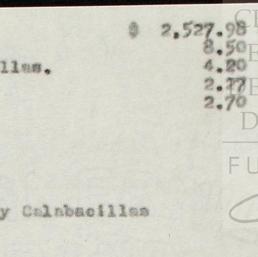 $ 2,527.98
8.50
llas. 4.20
2.77
2.70
y Calabacillas
F U